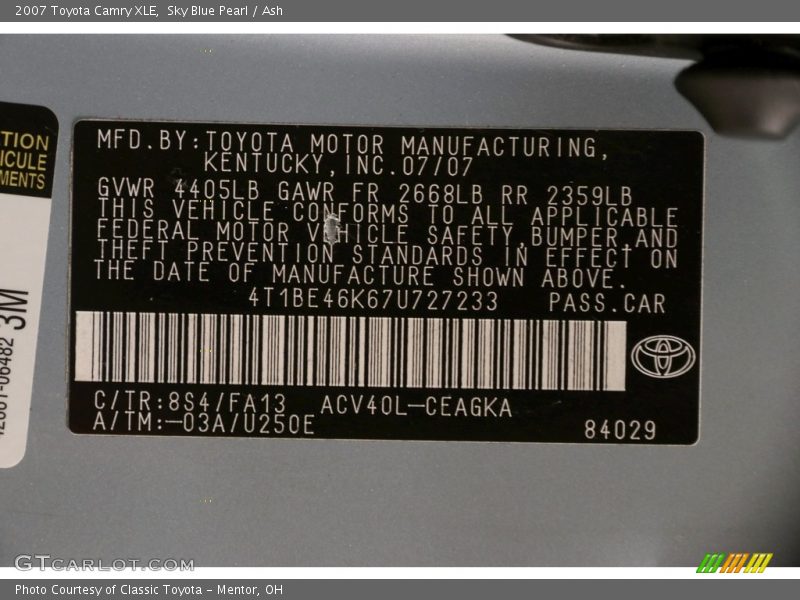 2007 Toyota Camry XLE, Sky Blue Pearl / Ash
TION
ICULE
MENTS
3M
42661-06482
MFD.BY:TOYOTA MOTOR MANUFACTURING,
KENTUCKY,INC.07/07
GVWR 4405LB GAWR FR 2668LB RR 2359LB
THIS VEHICLE CONFORMS TO ALL APPLICABLE
FEDERAL MOTOR VEHICLE SAFETY,BUMPER,AND
THEFT PREVENTION STANDARDS IN EFFECT ON
THE DATE OF MANUFACTURE SHOWN ABOVE.
4T1BE46K67U727233 PASS.CAR
C/TR:8S4/FA13 ACV40L-CEAGKA
A/TM:-03A/U250E 84029
GTCARLOT.COM
Photo Courtesy of Classic Toyota - Mentor, OH